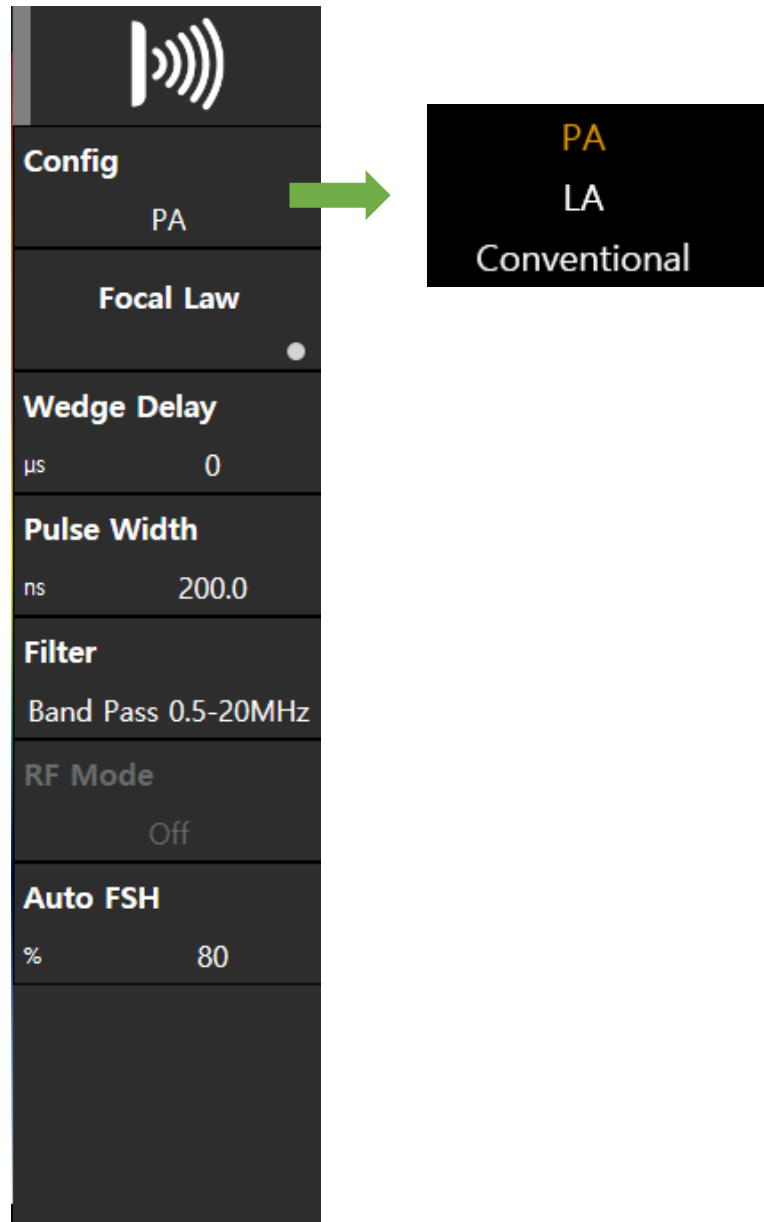 Config
PA
Focal Law
Wedge Delay
µs 0
Pulse Width
ns 200.0
Filter
Band Pass 0.5-20MHz
RF Mode
Off
Auto FSH
% 80
PA
LA
Conventional